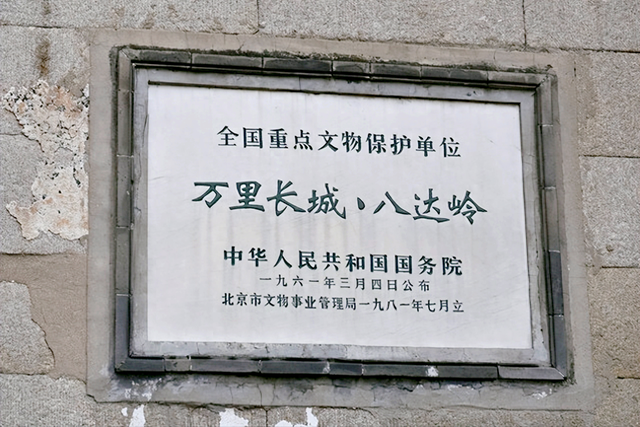 全国重点文物保护单位
万里长城、八达岭
中华人民共和国国务院
一九六一年三月四日公布
北京市文物事业管理局一九八一年七月立